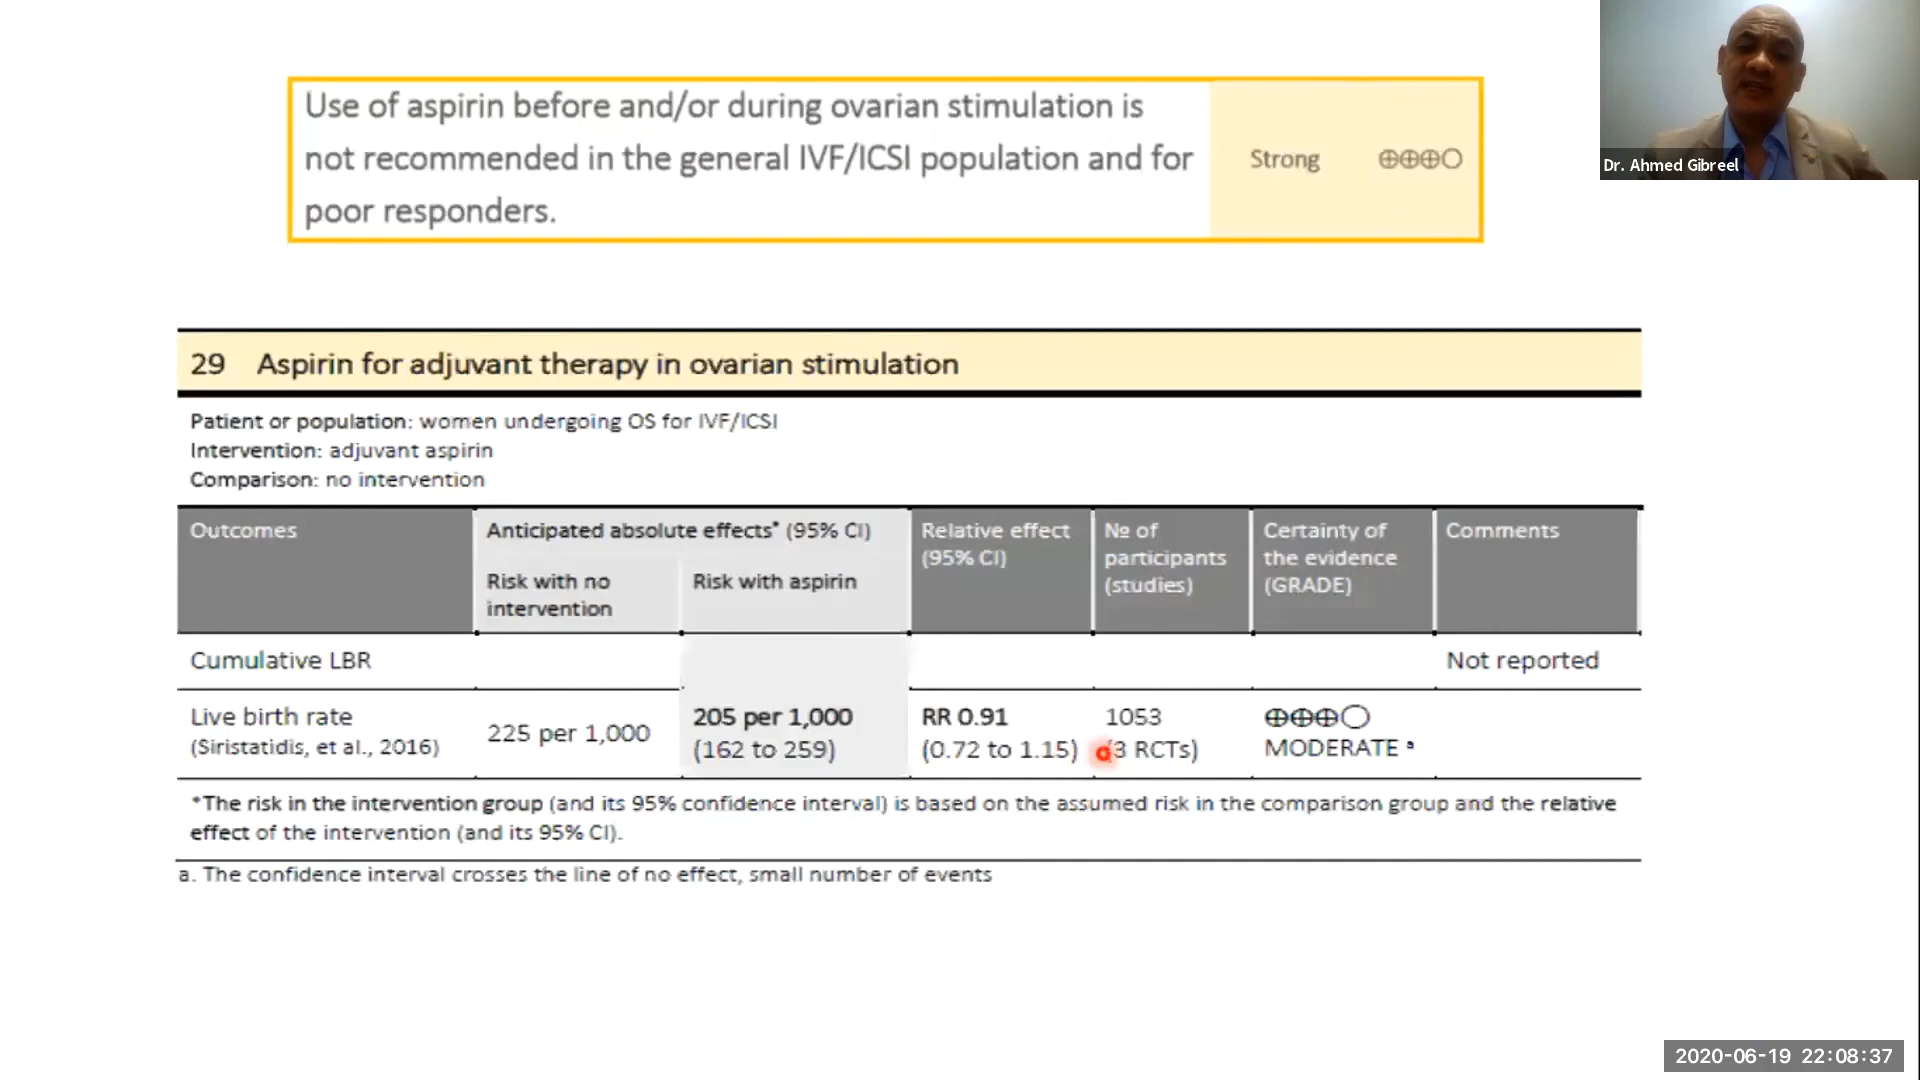 Use of aspirin before and/or during ovarian stimulation is
not recommended in the general IVF/ICSI population and for
poor responders.
Strong ⊕⊕⊕○
Dr. Ahmed Gibreel
29 Aspirin for adjuvant therapy in ovarian stimulation
Patient or population: women undergoing OS for IVF/ICSI
Intervention: adjuvant aspirin
Comparison: no intervention
Outcomes
Anticipated absolute effects* (95% CI)
Risk with no
intervention
Risk with aspirin
Relative effect
(95% CI)
№ of
participants
(studies)
Certainty of
the evidence
(GRADE)
Comments
Cumulative LBR
Not reported
Live birth rate
(Siristatidis, et al., 2016)
225 per 1,000
205 per 1,000
(162 to 259)
RR 0.91
(0.72 to 1.15)
1053
(3 RCTs)
⊕⊕⊕○
MODERATE a
*The risk in the intervention group (and its 95% confidence interval) is based on the assumed risk in the comparison group and the relative
effect of the intervention (and its 95% CI).
a. The confidence interval crosses the line of no effect, small number of events
2020-06-19 22:08:37